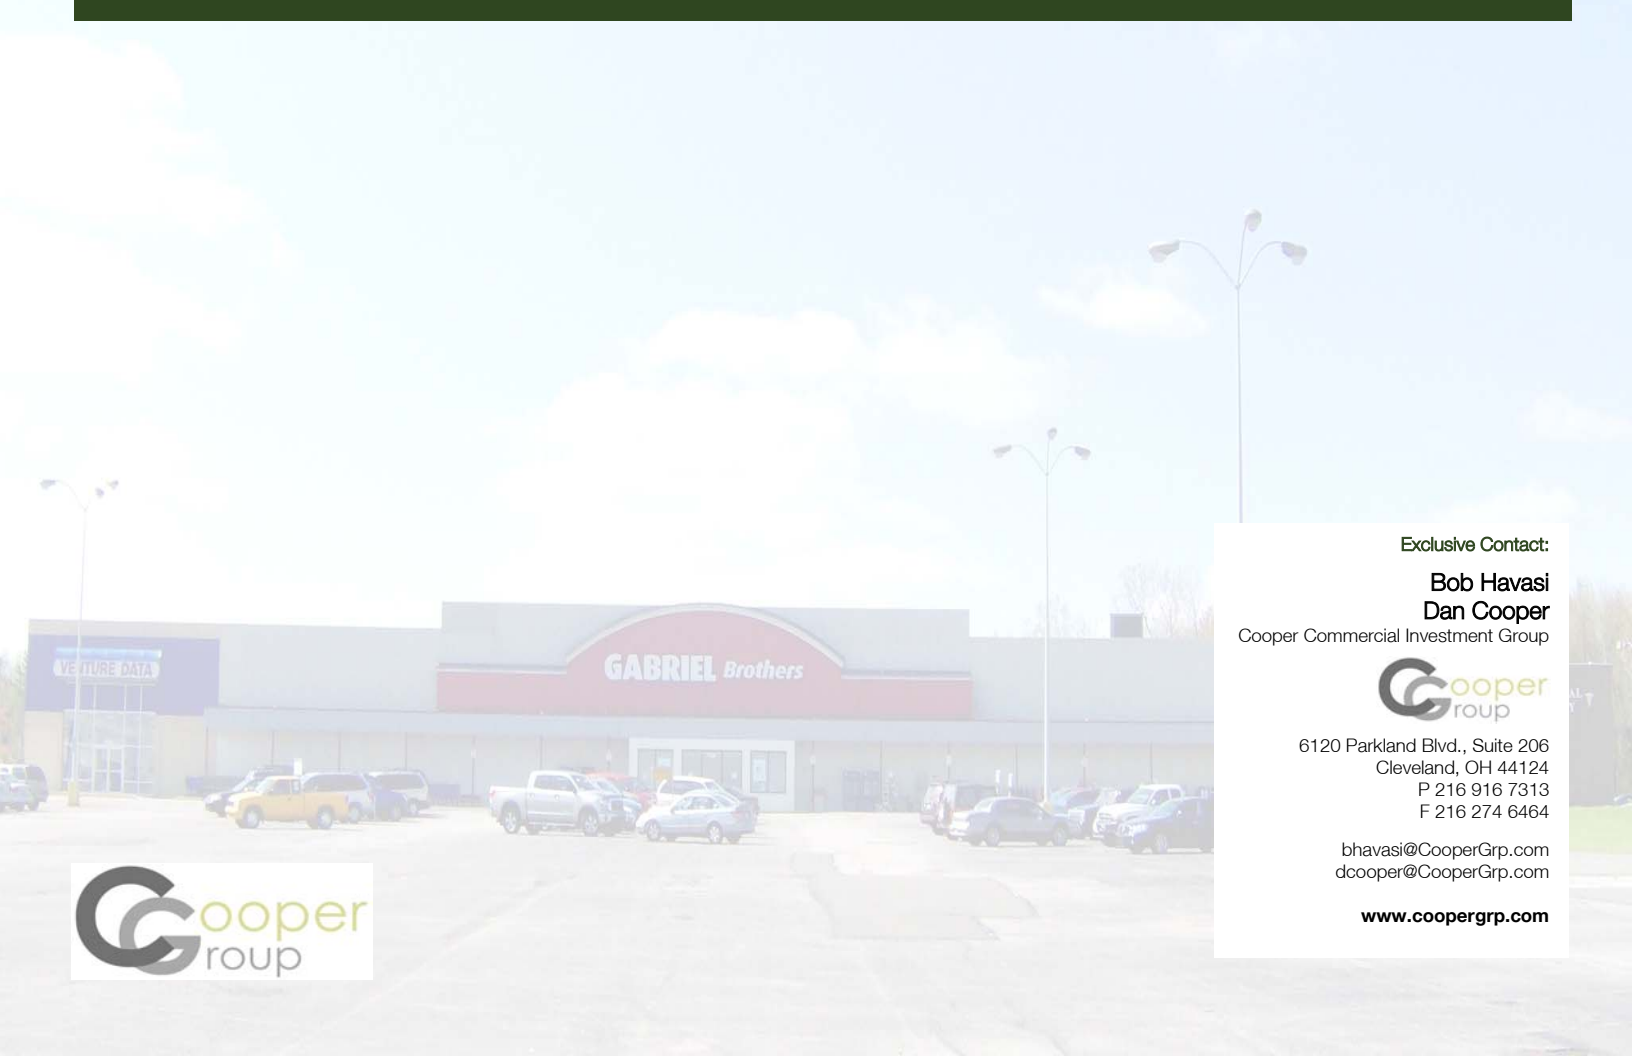 VENTURE DATA
GABRIEL Brothers
Exclusive Contact:
Bob Havasi
Dan Cooper
Cooper Commercial Investment Group
Cooper
Group
6120 Parkland Blvd., Suite 206
Cleveland, OH 44124
P 216 916 7313
F 216 274 6464
bhavasi@CooperGrp.com
dcooper@CooperGrp.com
www.coopergrp.com
Cooper
Group